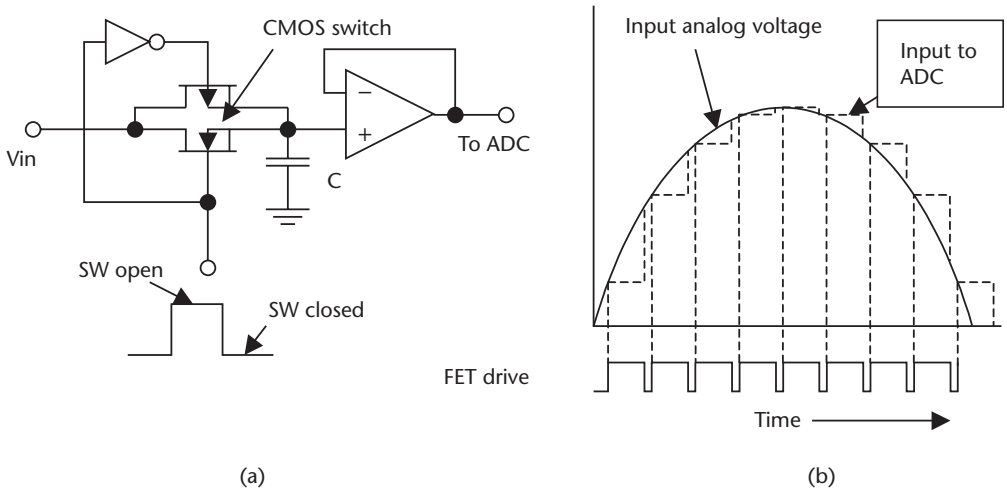 CMOS switch
Vin
−
+
To ADC
C
SW open
SW closed
FET drive
(a)
Input analog voltage
Input to
ADC
Time
(b)